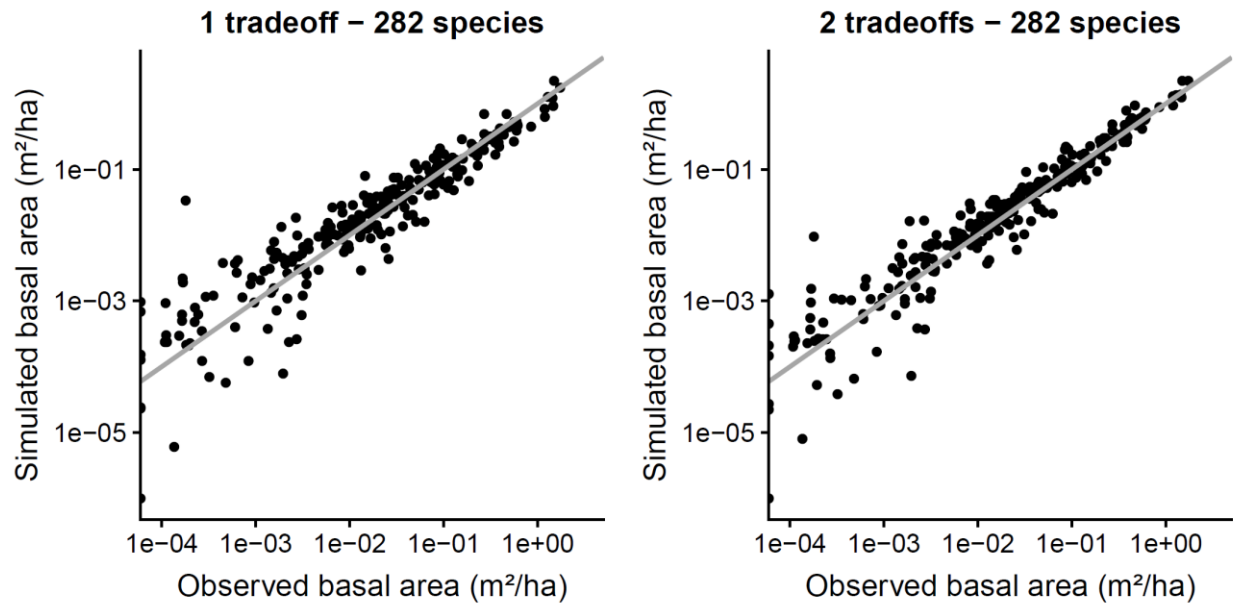 1 tradeoff − 282 species
Simulated basal area (m²/ha)
1e−01
1e−03
1e−05
1e−04 1e−03 1e−02 1e−01 1e+00
Observed basal area (m²/ha)
2 tradeoffs − 282 species
Simulated basal area (m²/ha)
1e−01
1e−03
1e−05
1e−04 1e−03 1e−02 1e−01 1e+00
Observed basal area (m²/ha)